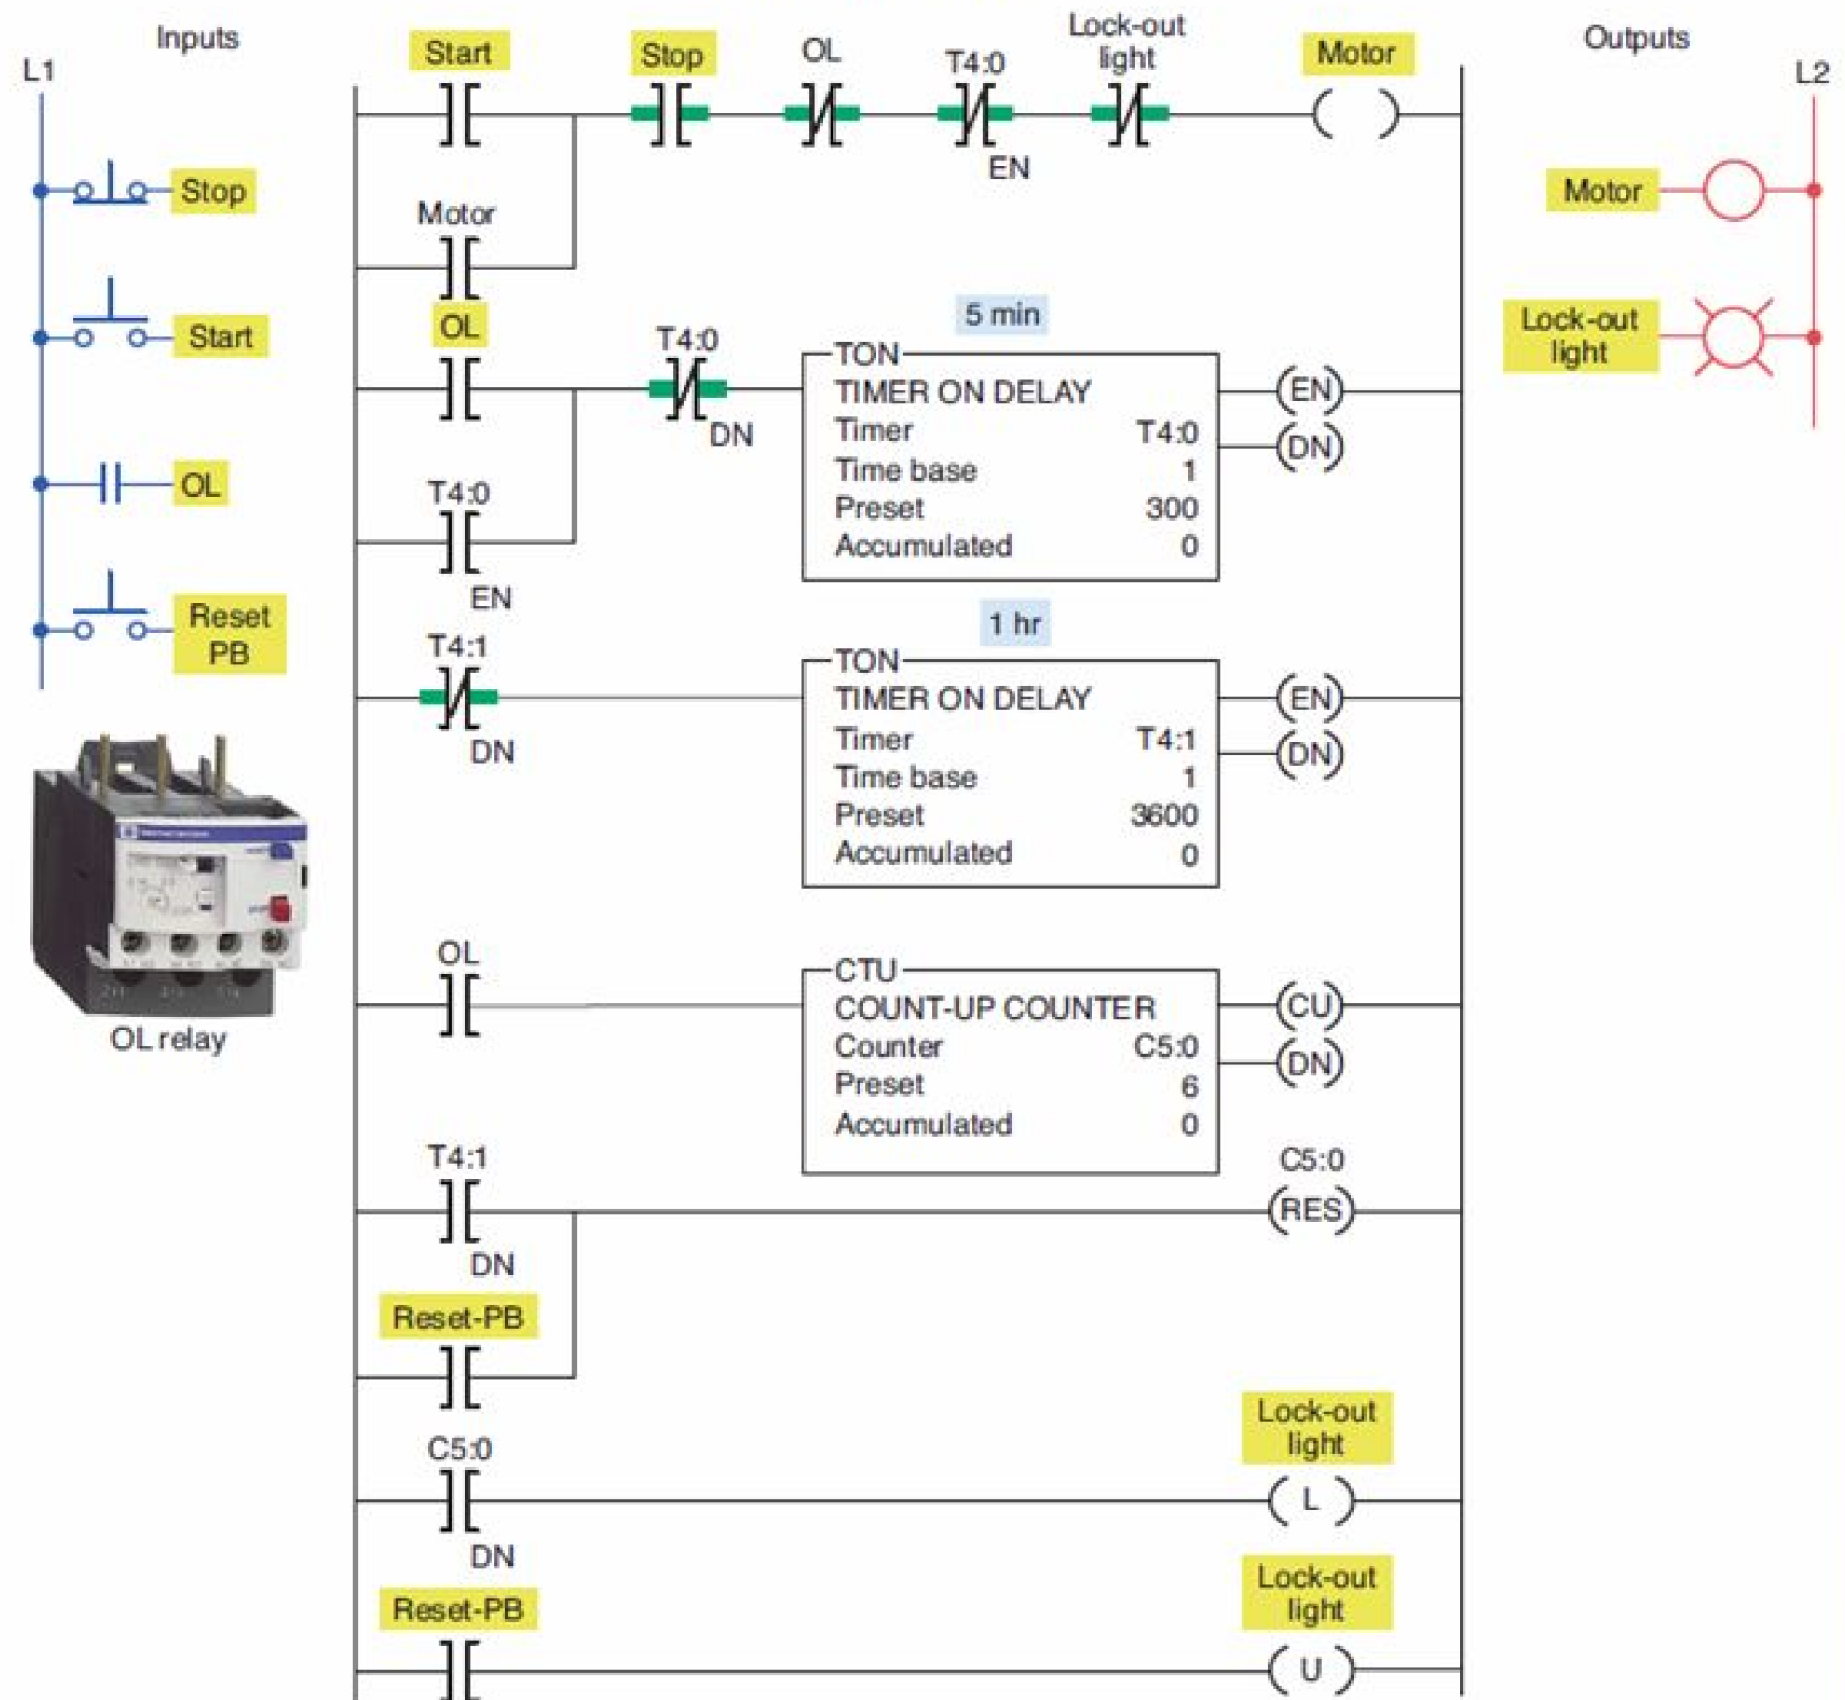 Inputs
L1
Stop
Start
OL
Reset
PB
OL relay
Start
Stop
OL
T4:0
EN
Lock-out
light
Motor
Motor
OL
T4:0
DN
T4:0
EN
5 min
TON
TIMER ON DELAY
Timer T4:0
Time base 1
Preset 300
Accumulated 0
EN
DN
T4:1
DN
1 hr
TON
TIMER ON DELAY
Timer T4:1
Time base 1
Preset 3600
Accumulated 0
EN
DN
OL
CTU
COUNT-UP COUNTER
Counter C5:0
Preset 6
Accumulated 0
CU
DN
T4:1
DN
C5:0
RES
Reset-PB
C5:0
DN
Lock-out
light
L
Reset-PB
Lock-out
light
U
Outputs
L2
Motor
Lock-out
light